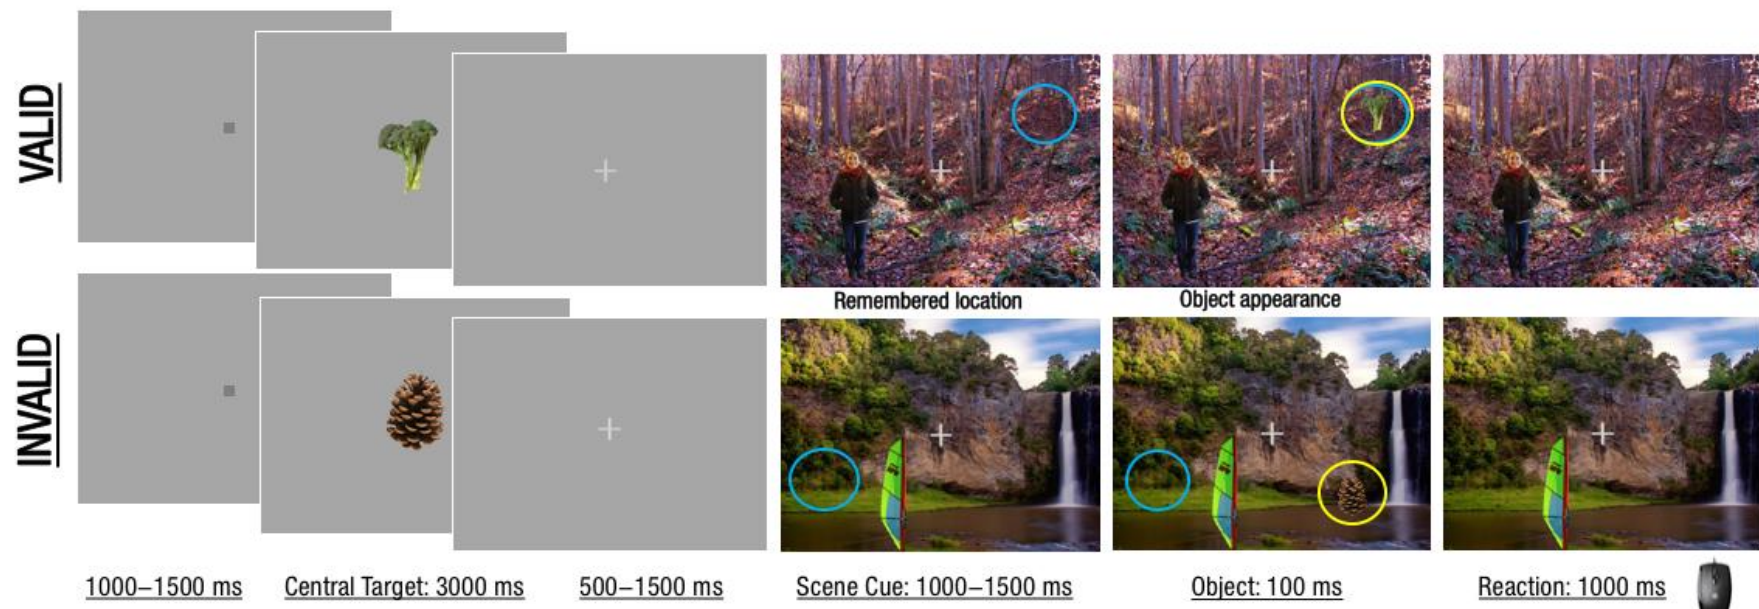 VALID
Remembered location
Object appearance
INVALID
1000–1500 ms
Central Target: 3000 ms
500–1500 ms
Scene Cue: 1000–1500 ms
Object: 100 ms
Reaction: 1000 ms